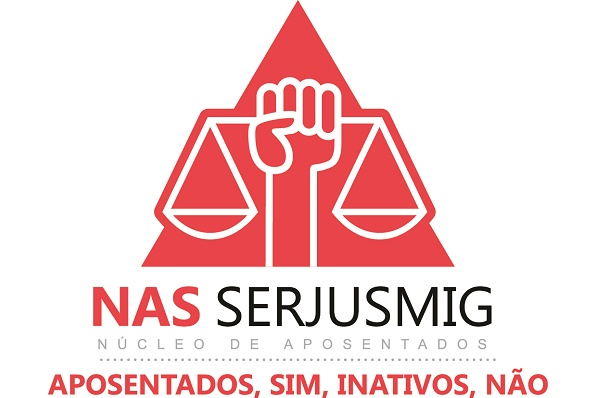 NAS SERJUSMIG
NÚCLEO DE APOSENTADOS
APOSENTADOS, SIM, INATIVOS, NÃO